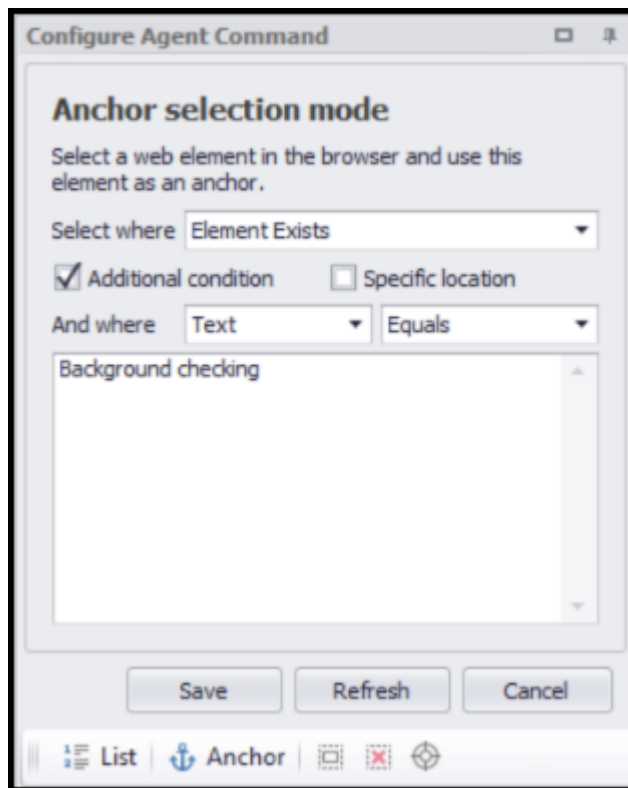 Configure Agent Command
Anchor selection mode
Select a web element in the browser and use this
element as an anchor.
Select where Element Exists
Additional condition Specific location
And where Text Equals
Background checking
Save Refresh Cancel
List Anchor